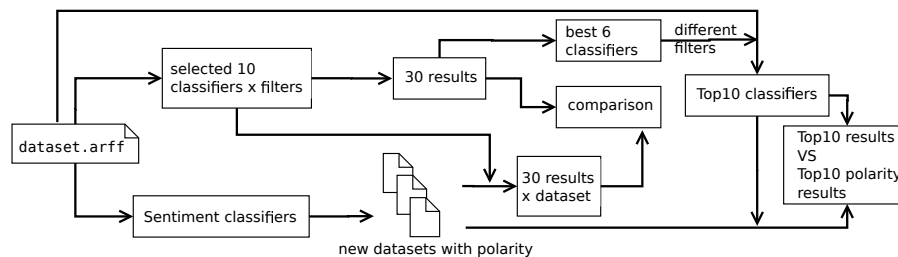 best 6
classifiers
different
filters
selected 10
classifiers x filters
30 results
Top10 classifiers
comparison
dataset.arff
Top10 results
VS
Top10 polarity
results
30 results
x dataset
Sentiment classifiers
new datasets with polarity